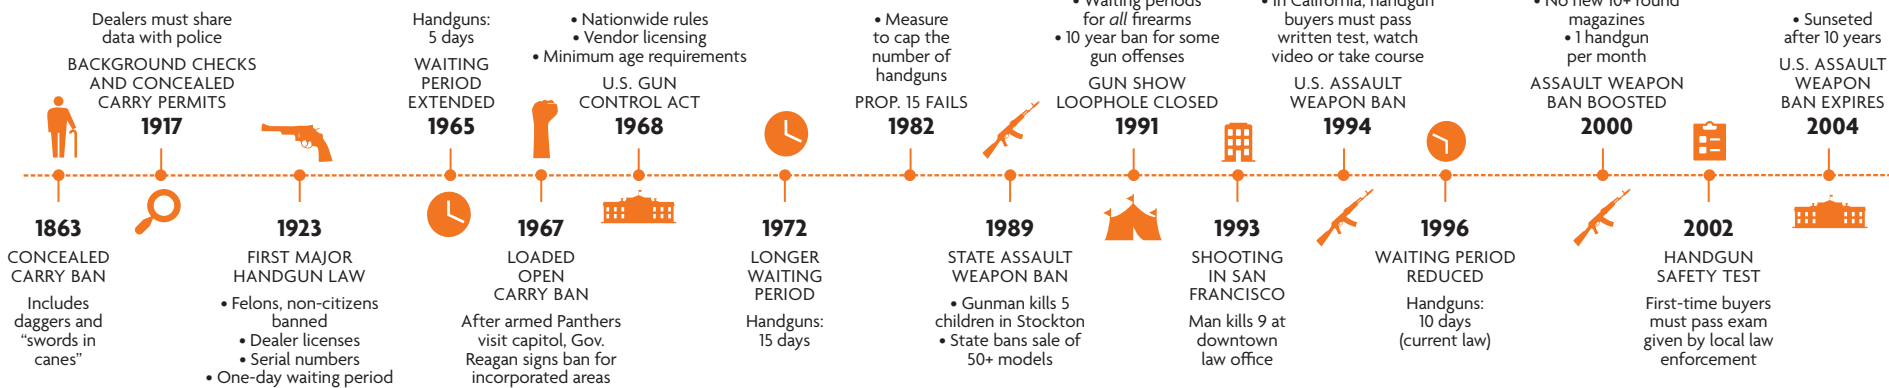 Dealers must share
data with police
BACKGROUND CHECKS
AND CONCEALED
CARRY PERMITS
1917
Handguns:
5 days
WAITING
PERIOD
EXTENDED
1965
• Nationwide rules
• Vendor licensing
• Minimum age requirements
U.S. GUN
CONTROL ACT
1968
• Measure
to cap the
number of
handguns
PROP. 15 FAILS
1982
• Waiting periods
for all firearms
• 10 year ban for some
gun offenses
GUN SHOW
LOOPHOLE CLOSED
1991
• In California, handgun
buyers must pass
written test, watch
video or take course
U.S. ASSAULT
WEAPON BAN
1994
• No new 10+ round
magazines
• 1 handgun
per month
ASSAULT WEAPON
BAN BOOSTED
2000
• Sunseted
after 10 years
U.S. ASSAULT
WEAPON
BAN EXPIRES
2004
1863
CONCEALED
CARRY BAN
Includes
daggers and
“swords in
canes”
1923
FIRST MAJOR
HANDGUN LAW
• Felons, non-citizens
banned
• Dealer licenses
• Serial numbers
• One-day waiting period
1967
LOADED
OPEN
CARRY BAN
After armed Panthers
visit capitol, Gov.
Reagan signs ban for
incorporated areas
1972
LONGER
WAITING
PERIOD
Handguns:
15 days
1989
STATE ASSAULT
WEAPON BAN
• Gunman kills 5
children in Stockton
• State bans sale of
50+ models
1993
SHOOTING
IN SAN
FRANCISCO
Man kills 9 at
downtown
law office
1996
WAITING PERIOD
REDUCED
Handguns:
10 days
(current law)
2002
HANDGUN
SAFETY TEST
First-time buyers
must pass exam
given by local law
enforcement